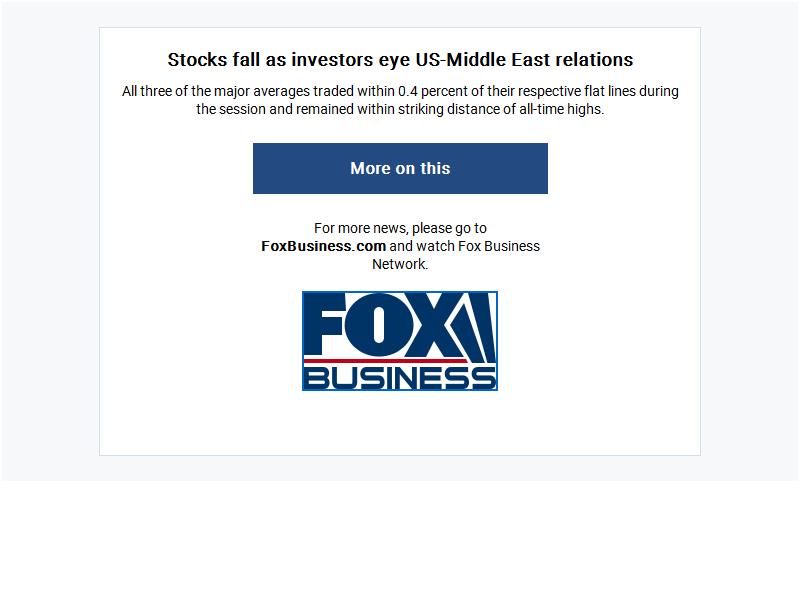 Stocks fall as investors eye US-Middle East relations
All three of the major averages traded within 0.4 percent of their respective flat lines during
the session and remained within striking distance of all-time highs.
More on this
For more news, please go to
FoxBusiness.com and watch Fox Business
Network.
FOX
BUSINESS